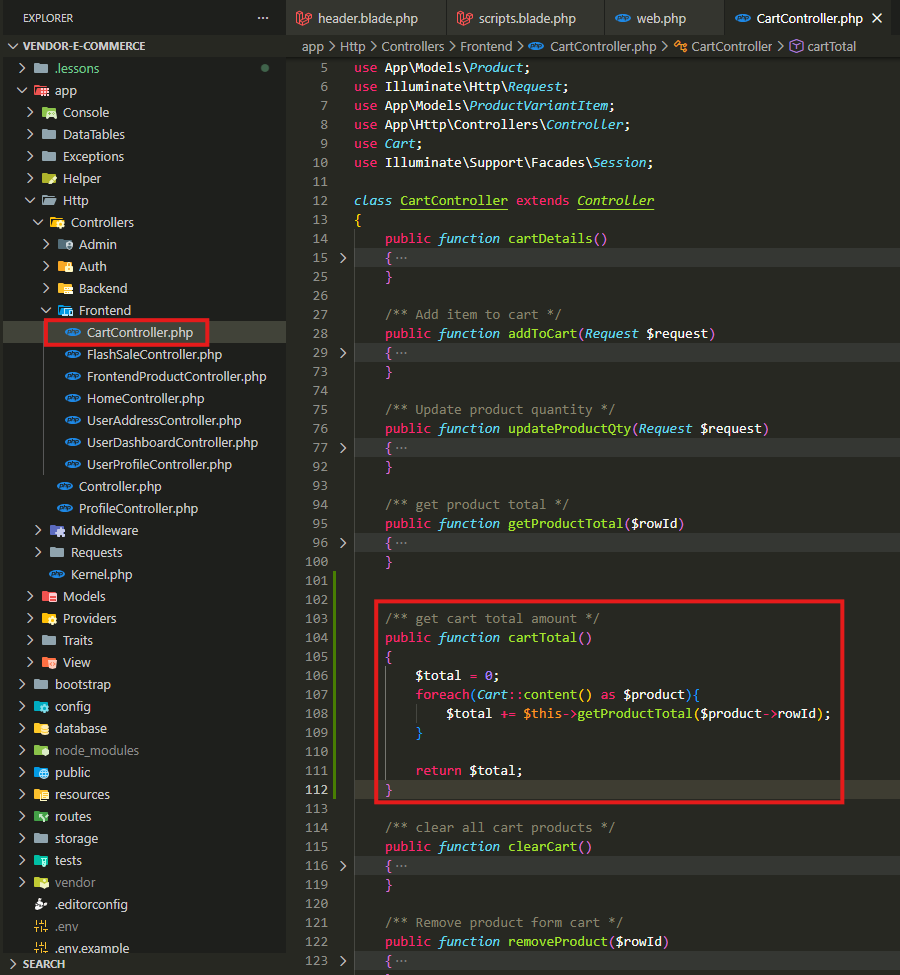 EXPLORER
···
header.blade.php
scripts.blade.php
web.php
CartController.php
VENDOR-E-COMMERCE
app > Http > Controllers > Frontend > CartController.php > CartController > cartTotal
.lessons
app
Console
DataTables
Exceptions
Helper
Http
Controllers
Admin
Auth
Backend
Frontend
CartController.php
FlashSaleController.php
FrontendProductController.php
HomeController.php
UserAddressController.php
UserDashboardController.php
UserProfileController.php
Controller.php
ProfileController.php
Middleware
Requests
Kernel.php
Models
Providers
Traits
View
bootstrap
config
database
node_modules
public
resources
routes
storage
tests
vendor
.editorconfig
.env
.env.example
SEARCH
5 use App\Models\Product;
6 use Illuminate\Http\Request;
7 use App\Models\ProductVariantItem;
8 use App\Http\Controllers\Controller;
9 use Cart;
10 use Illuminate\Support\Facades\Session;
11
12 class CartController extends Controller
13 {
14 public function cartDetails()
15 { ···
25 }
26
27 /** Add item to cart */
28 public function addToCart(Request $request)
29 { ···
73 }
74
75 /** Update product quantity */
76 public function updateProductQty(Request $request)
77 { ···
92 }
93
94 /** get product total */
95 public function getProductTotal($rowId)
96 { ···
100 }
101
102
103 /** get cart total amount */
104 public function cartTotal()
105 {
106 $total = 0;
107 foreach(Cart::content() as $product){
108 $total += $this->getProductTotal($product->rowId);
109 }
110
111 return $total;
112 }
113
114 /** clear all cart products */
115 public function clearCart()
116 { ···
119 }
120
121 /** Remove product form cart */
122 public function removeProduct($rowId)
123 { ···